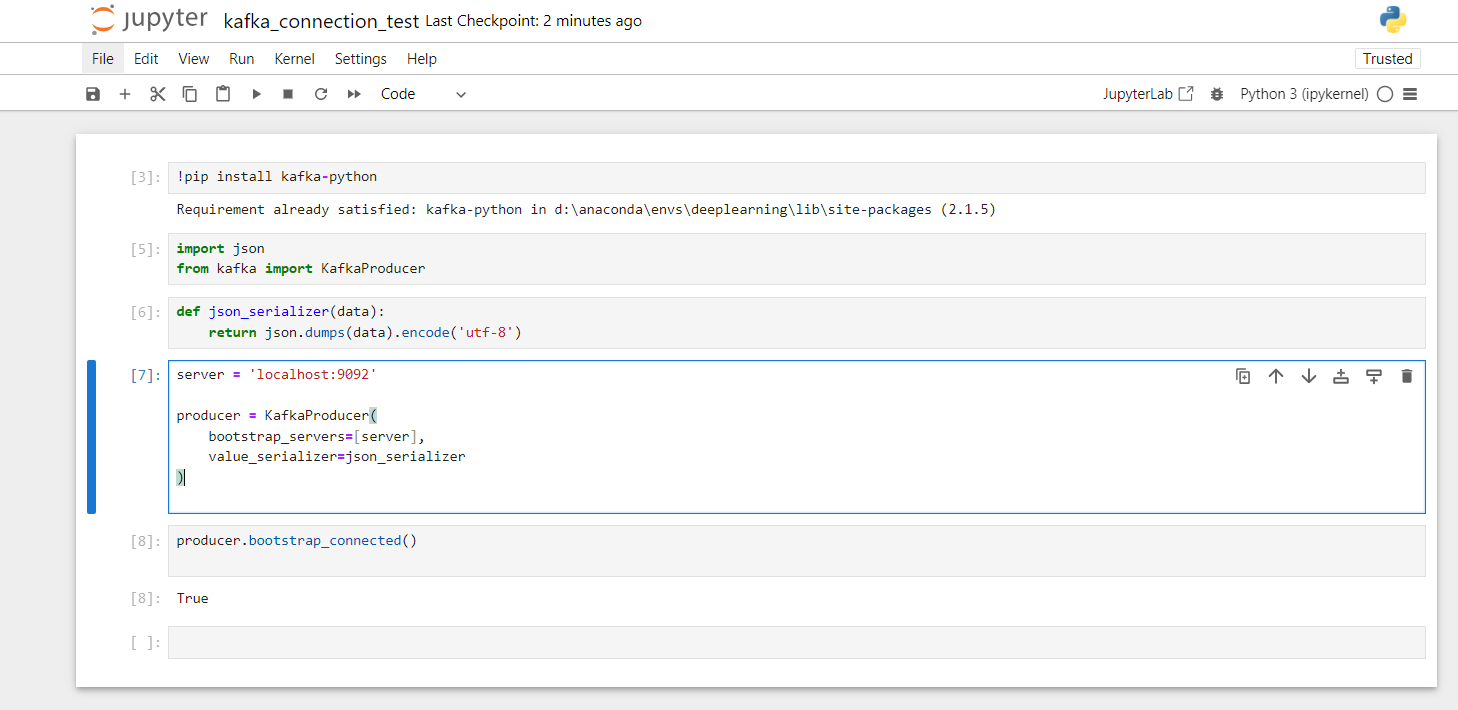 jupyter kafka_connection_test Last Checkpoint: 2 minutes ago
File Edit View Run Kernel Settings Help Trusted
Code JupyterLab Python 3 (ipykernel)
[3]: !pip install kafka-python
Requirement already satisfied: kafka-python in d:\anaconda\envs\deeplearning\lib\site-packages (2.1.5)
[5]: import json
from kafka import KafkaProducer
[6]: def json_serializer(data):
    return json.dumps(data).encode('utf-8')
[7]: server = 'localhost:9092'
producer = KafkaProducer(
    bootstrap_servers=[server],
    value_serializer=json_serializer
)
[8]: producer.bootstrap_connected()
[8]: True
[ ]: